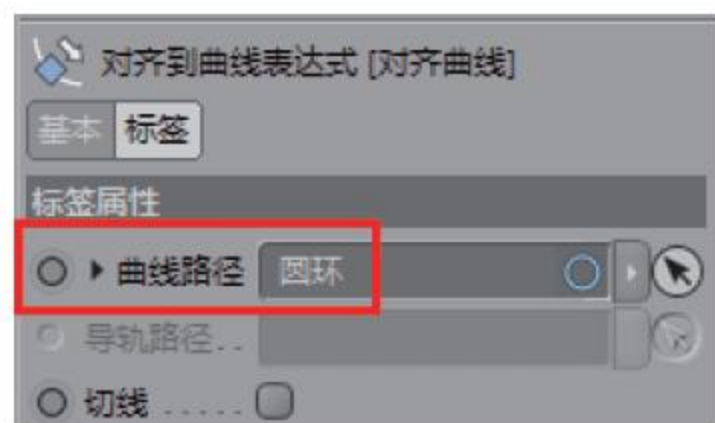 对齐到曲线表达式 [对齐曲线]
基本 标签
标签属性
曲线路径 圆环
导轨路径..
切线 .....